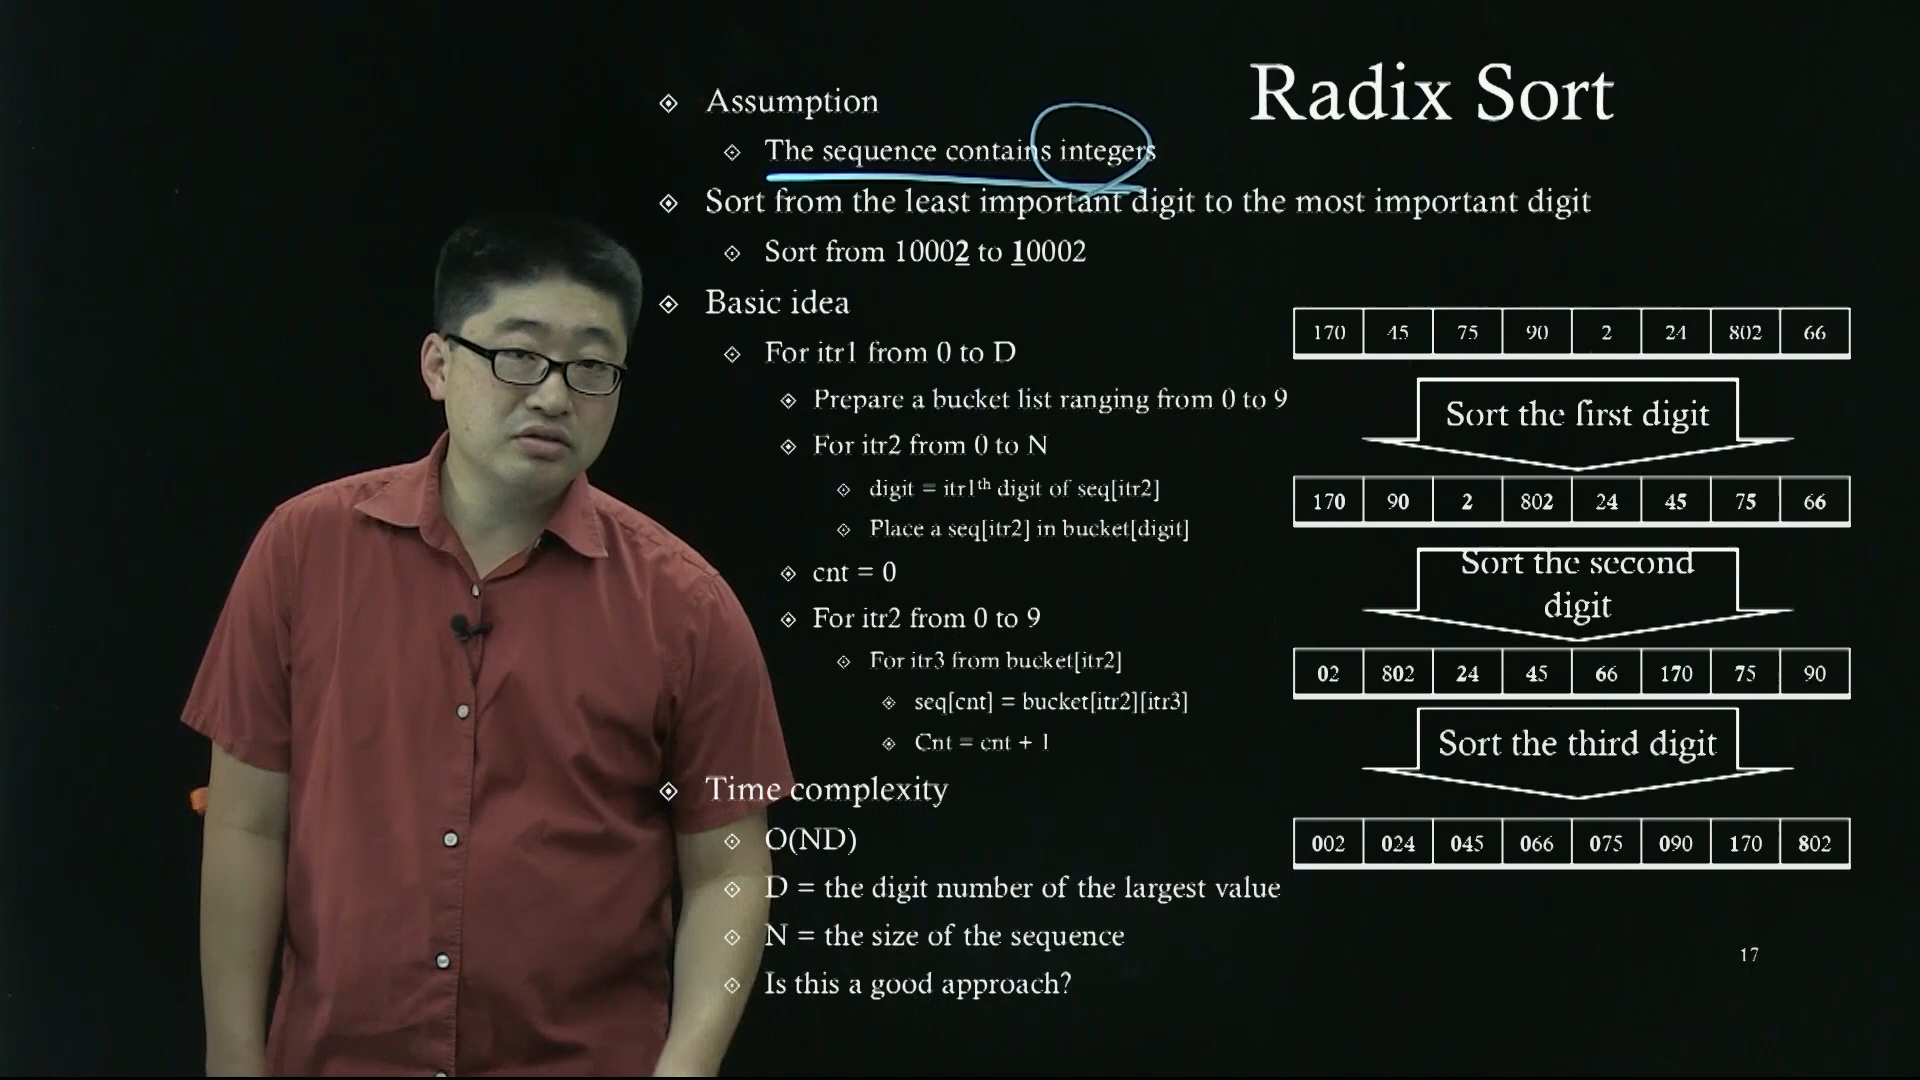 Radix Sort
Assumption
The sequence contains integers
Sort from the least important digit to the most important digit
Sort from 10002 to 10002
Basic idea
For itr1 from 0 to D
Prepare a bucket list ranging from 0 to 9
For itr2 from 0 to N
digit = itr1th digit of seq[itr2]
Place a seq[itr2] in bucket[digit]
cnt = 0
For itr2 from 0 to 9
For itr3 from bucket[itr2]
seq[cnt] = bucket[itr2][itr3]
Cnt = cnt + 1
Time complexity
O(ND)
D = the digit number of the largest value
N = the size of the sequence
Is this a good approach?
170 45 75 90 2 24 802 66
Sort the first digit
170 90 2 802 24 45 75 66
Sort the second
digit
02 802 24 45 66 170 75 90
Sort the third digit
002 024 045 066 075 090 170 802
17